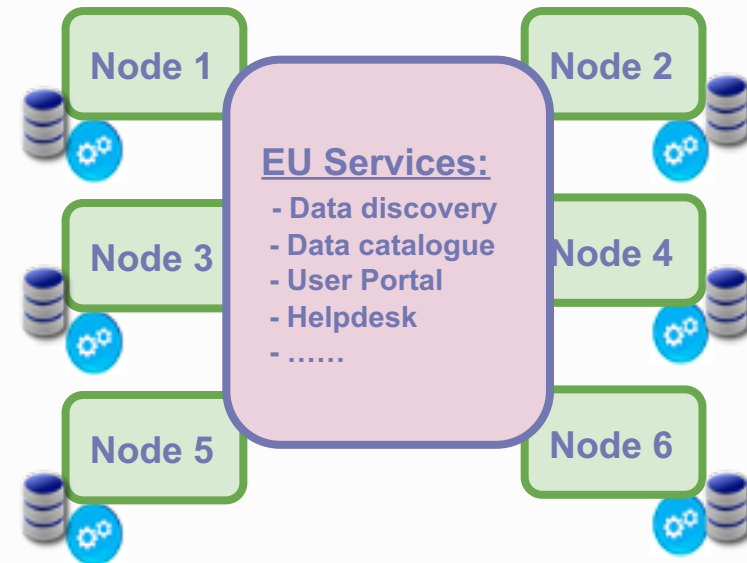 Node 1
Node 2
EU Services:
- Data discovery
- Data catalogue
- User Portal
- Helpdesk
- ......
Node 3
Node 4
Node 5
Node 6